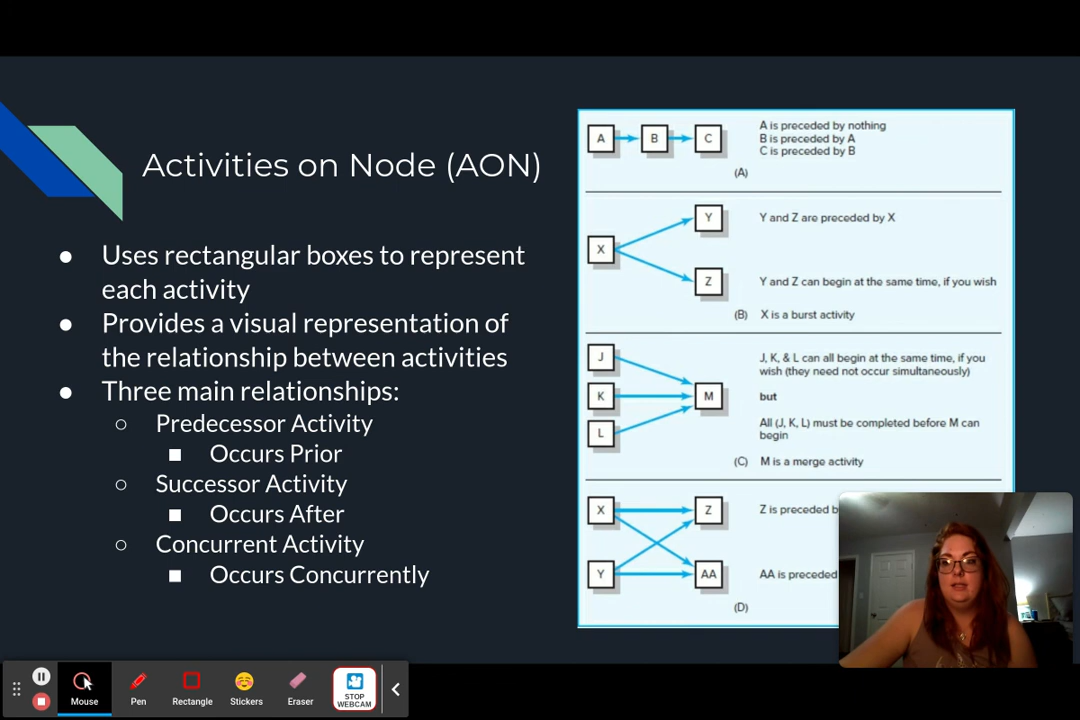 Activities on Node (AON)
● Uses rectangular boxes to represent
each activity
● Provides a visual representation of
the relationship between activities
● Three main relationships:
○ Predecessor Activity
■ Occurs Prior
○ Successor Activity
■ Occurs After
○ Concurrent Activity
■ Occurs Concurrently
A B C
A is preceded by nothing
B is preceded by A
C is preceded by B
(A)
X
Y
Z
Y and Z are preceded by X
Y and Z can begin at the same time, if you wish
(B) X is a burst activity
J
K
L
M
J, K, & L can all begin at the same time, if you
wish (they need not occur simultaneously)
but
All (J, K, L) must be completed before M can
begin
(C) M is a merge activity
X
Z
Y
AA
Z is preceded
AA is preceded
(D)
Mouse
Pen
Rectangle
Stickers
Eraser
STOP
WEBCAM